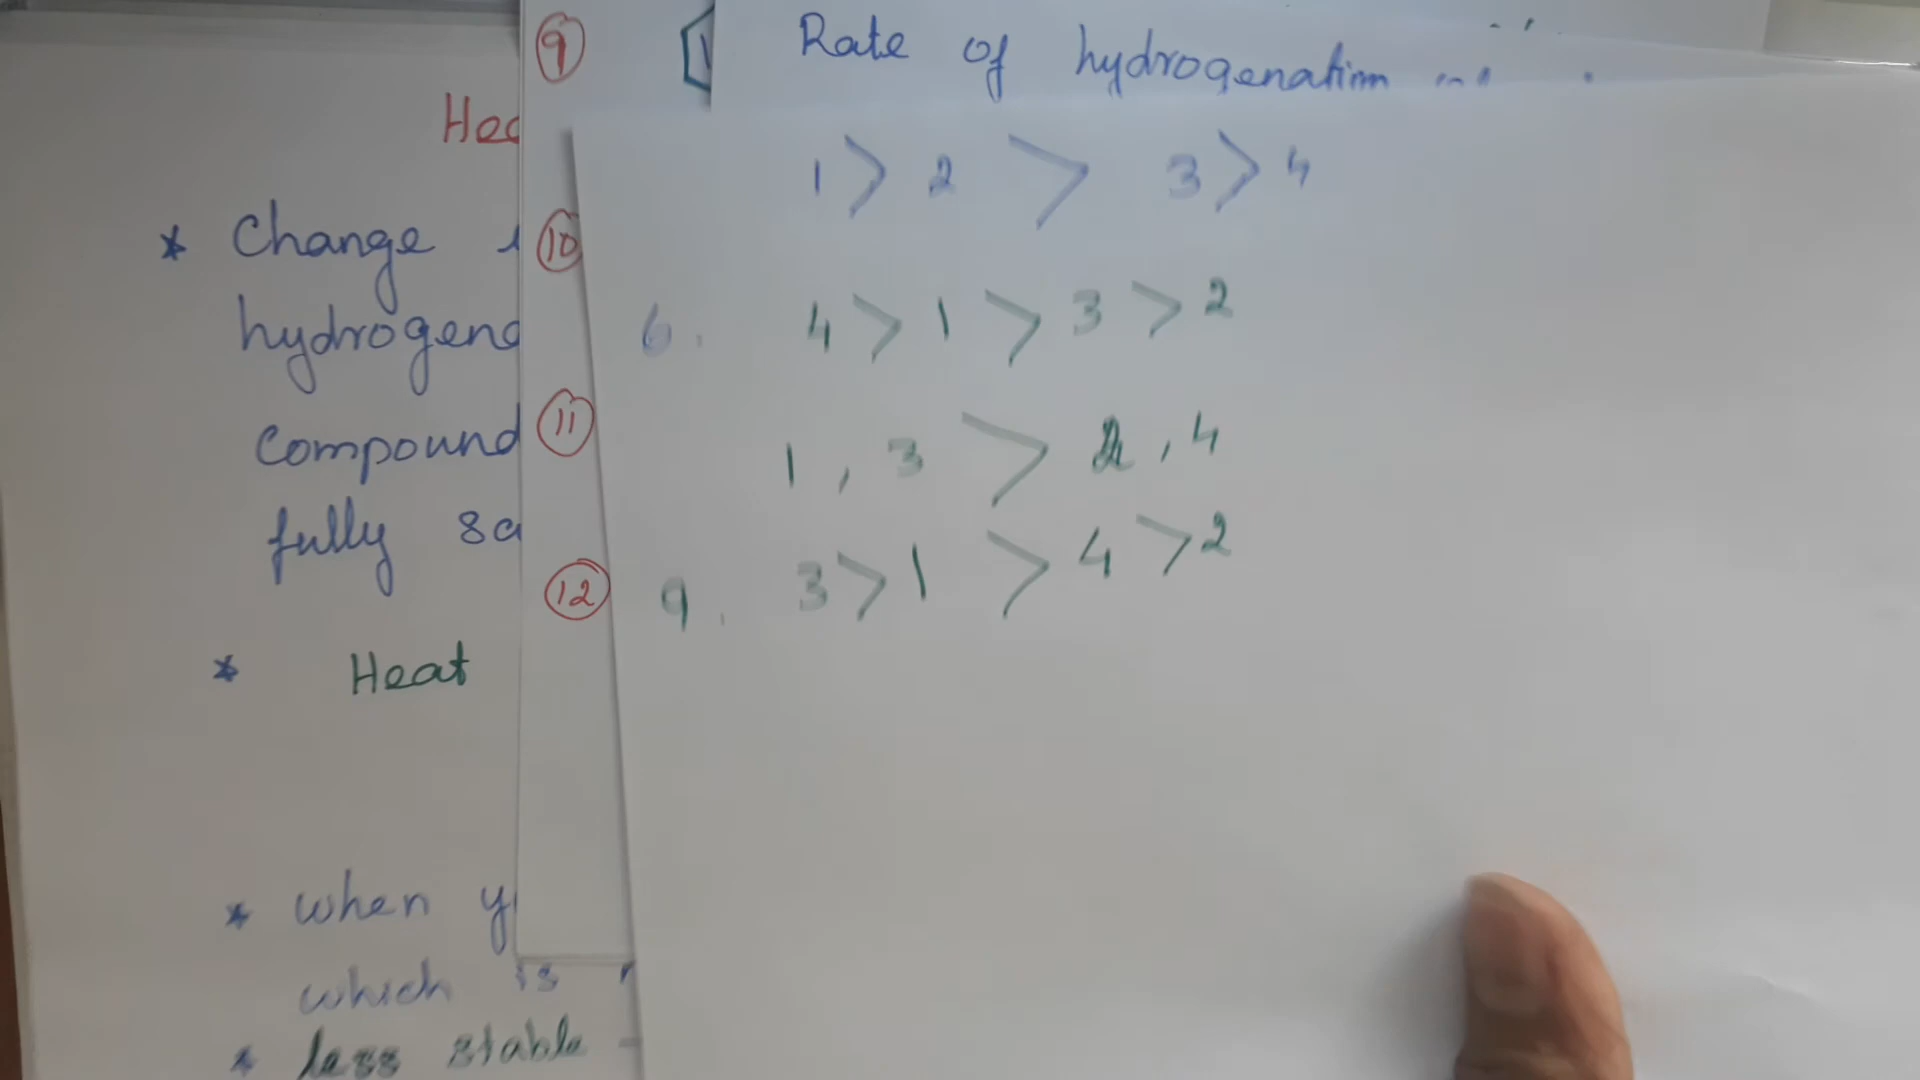 Hea
* Change
hydrogena
Compound
fully sa
* Heat
* when y
which is
* less stable -
9
10
11
12
Rate of hydrogenation ...
1 > 2 > 3 > 4
6. 4 > 1 > 3 > 2
1, 3 > 2, 4
9. 3 > 1 > 4 > 2